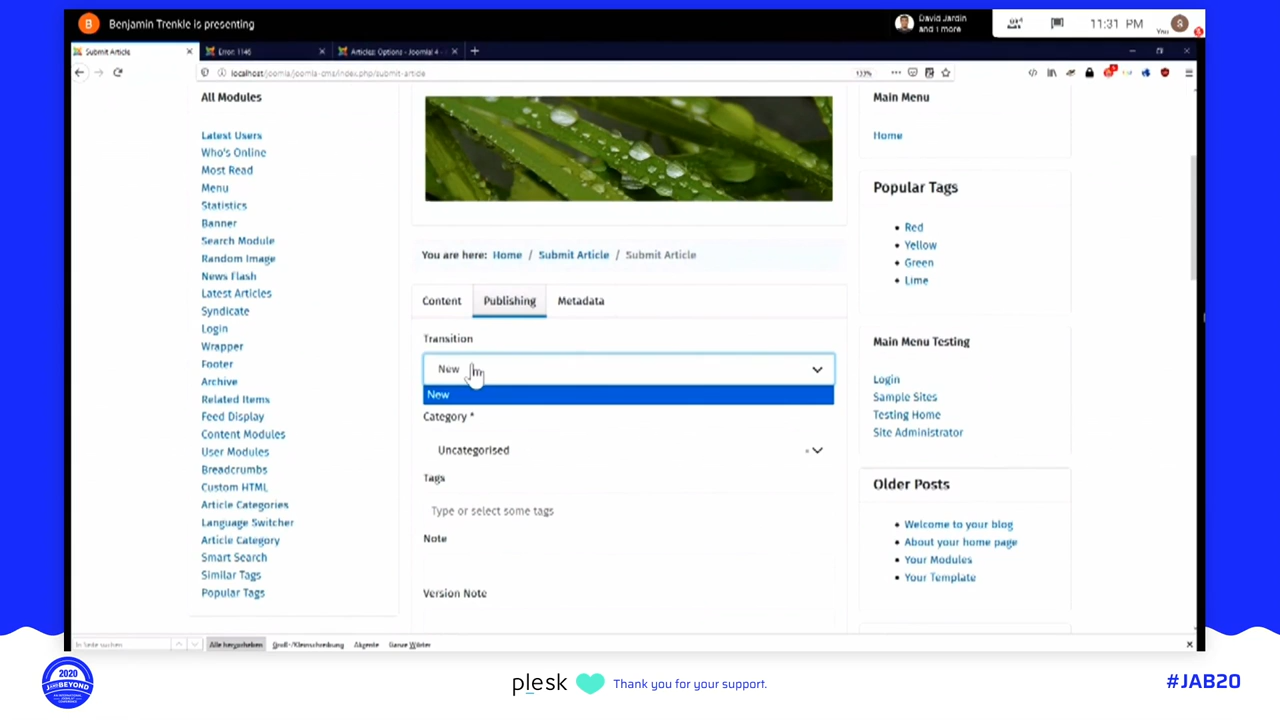 B Benjamin Trenkle is presenting
David Jardin
and 1 more
11:31 PM
You
S
Submit Article
Error: 1146
Articles: Options - Joomla! 4 -
localhost/joomla/joomla-cms/index.php/submit-article
133%
All Modules
Latest Users
Who's Online
Most Read
Menu
Statistics
Banner
Search Module
Random Image
News Flash
Latest Articles
Syndicate
Login
Wrapper
Footer
Archive
Related Items
Feed Display
Content Modules
User Modules
Breadcrumbs
Custom HTML
Article Categories
Language Switcher
Article Category
Smart Search
Similar Tags
Popular Tags
You are here: Home / Submit Article / Submit Article
Content Publishing Metadata
Transition
New
New
Category *
Uncategorised
Tags
Type or select some tags
Note
Version Note
Main Menu
Home
Popular Tags
Red
Yellow
Green
Lime
Main Menu Testing
Login
Sample Sites
Testing Home
Site Administrator
Older Posts
Welcome to your blog
About your home page
Your Modules
Your Template
In Seite suchen
Alle hervorheben Groß-/Kleinschreibung Akzente Ganze Wörter
2020
BEYOND
plesk Thank you for your support.
#JAB20